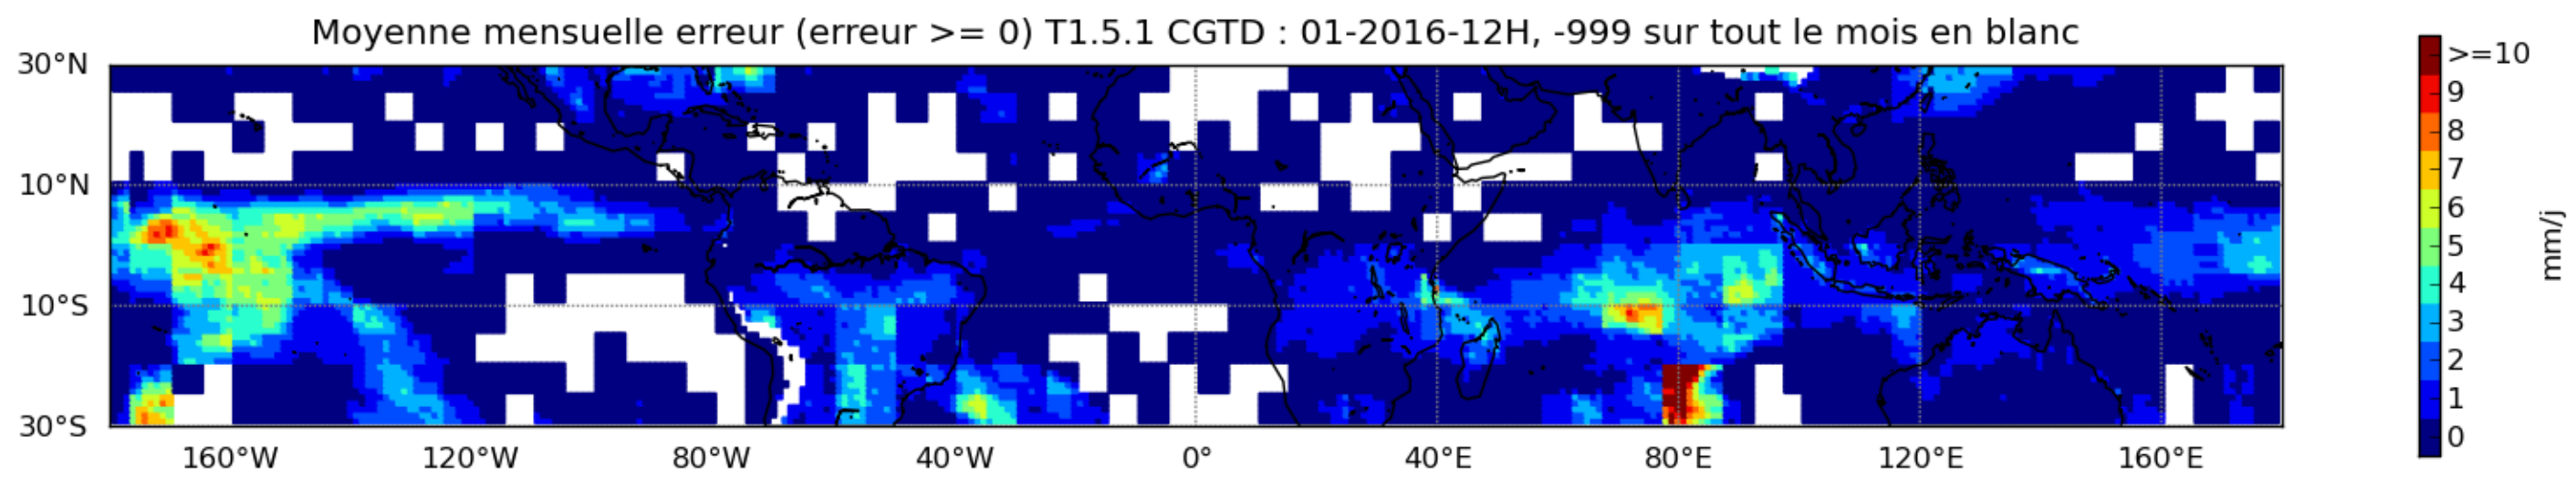 Moyenne mensuelle erreur (erreur >= 0) T1.5.1 CGTD : 01-2016-12H, -999 sur tout le mois en blanc
30°N
10°N
10°S
30°S
160°W 120°W 80°W 40°W 0° 40°E 80°E 120°E 160°E
>=10
9
8
7
6
5
4
3
2
1
0
mm/j